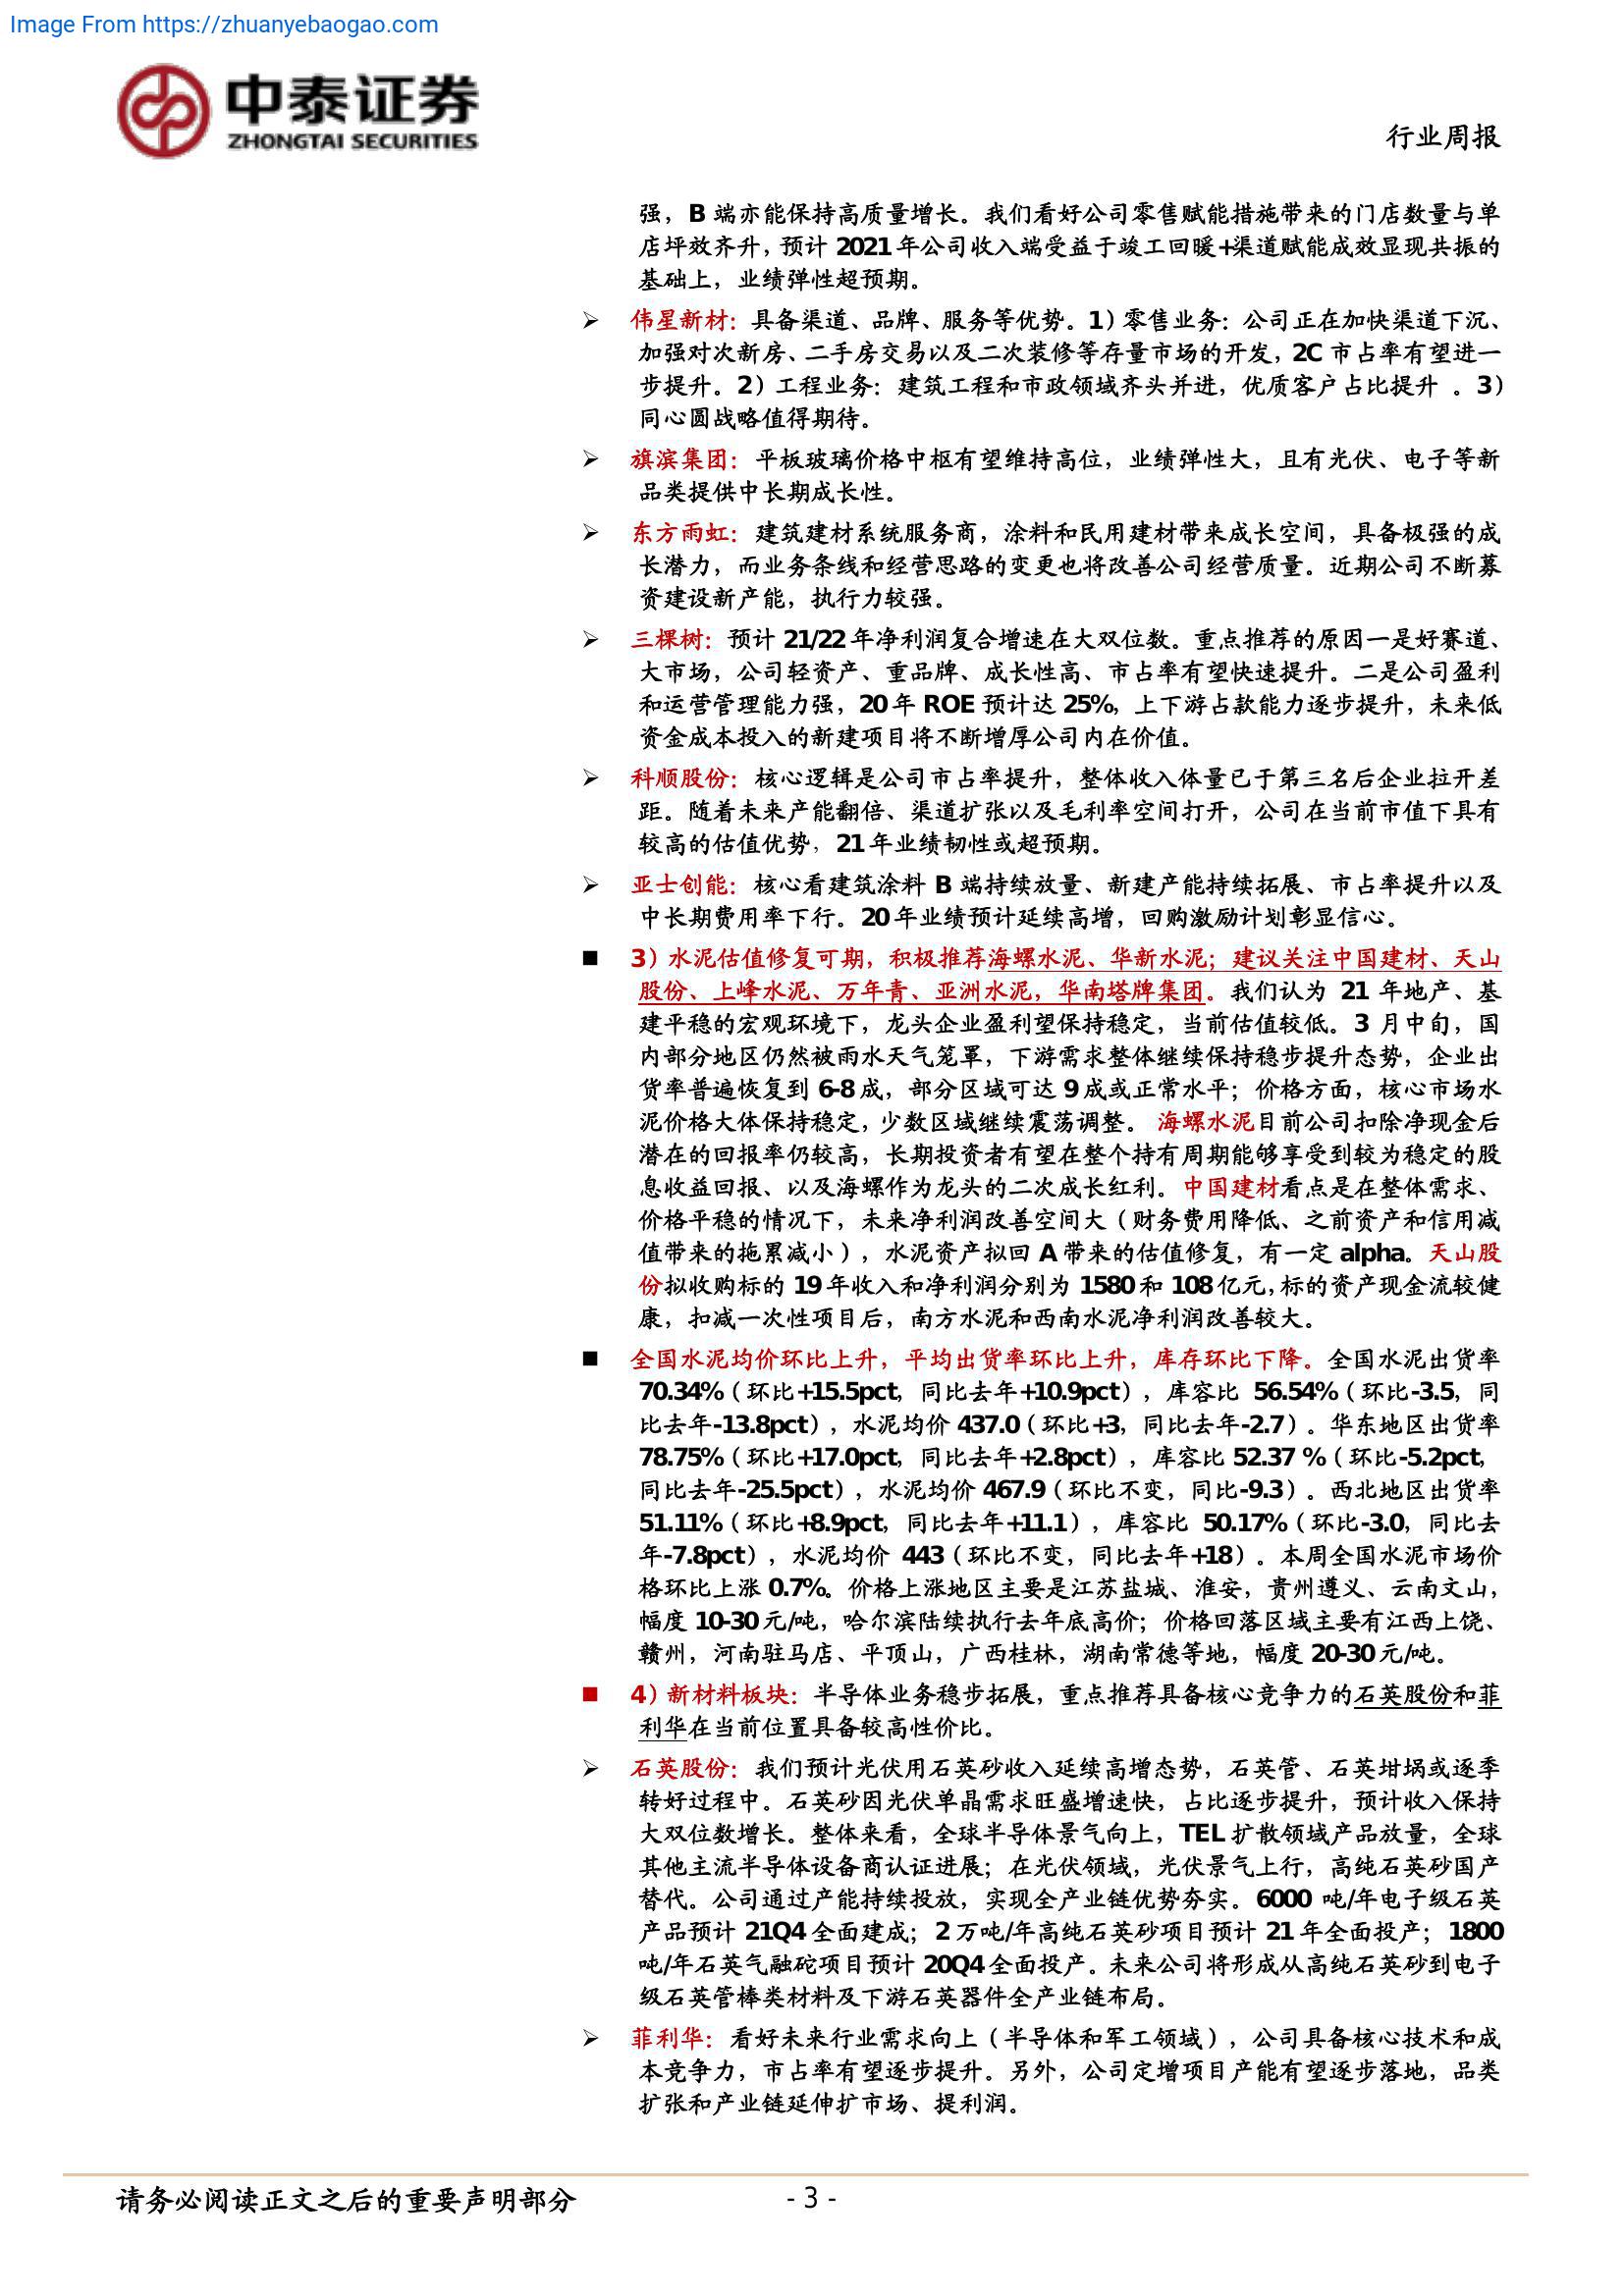 Image From https://zhuanyebaogao.com
中泰证券
ZHONGTAI SECURITIES
行业周报
强，B 端亦能保持高质量增长。我们看好公司零售赋能措施带来的门店数量与单
店坪效齐升，预计 2021 年公司收入端受益于竣工回暖+渠道赋能成效显现共振的
基础上，业绩弹性超预期。
➢ 伟星新材：具备渠道、品牌、服务等优势。1）零售业务：公司正在加快渠道下沉、
加强对次新房、二手房交易以及二次装修等存量市场的开发，2C 市占率有望进一
步提升。2）工程业务：建筑工程和市政领域齐头并进，优质客户占比提升 。3）
同心圆战略值得期待。
➢ 旗滨集团：平板玻璃价格中枢有望维持高位，业绩弹性大，且有光伏、电子等新
品类提供中长期成长性。
➢ 东方雨虹：建筑建材系统服务商，涂料和民用建材带来成长空间，具备极强的成
长潜力，而业务条线和经营思路的变更也将改善公司经营质量。近期公司不断募
资建设新产能，执行力较强。
➢ 三棵树：预计 21/22 年净利润复合增速在大双位数。重点推荐的原因一是好赛道、
大市场，公司轻资产、重品牌、成长性高、市占率有望快速提升。二是公司盈利
和运营管理能力强，20 年 ROE 预计达 25%，上下游占款能力逐步提升，未来低
资金成本投入的新建项目将不断增厚公司内在价值。
➢ 科顺股份：核心逻辑是公司市占率提升，整体收入体量已于第三名后企业拉开差
距。随着未来产能翻倍、渠道扩张以及毛利率空间打开，公司在当前市值下具有
较高的估值优势，21 年业绩韧性或超预期。
➢ 亚士创能：核心看建筑涂料 B 端持续放量、新建产能持续拓展、市占率提升以及
中长期费用率下行。20 年业绩预计延续高增，回购激励计划彰显信心。
■ 3）水泥估值修复可期，积极推荐海螺水泥、华新水泥；建议关注中国建材、天山
股份、上峰水泥、万年青、亚洲水泥，华南塔牌集团。我们认为 21 年地产、基
建平稳的宏观环境下，龙头企业盈利望保持稳定，当前估值较低。3 月中旬，国
内部分地区仍然被雨水天气笼罩，下游需求整体继续保持稳步提升态势，企业出
货率普遍恢复到 6-8 成，部分区域可达 9 成或正常水平；价格方面，核心市场水
泥价格大体保持稳定，少数区域继续震荡调整。 海螺水泥目前公司扣除净现金后
潜在的回报率仍较高，长期投资者有望在整个持有周期能够享受到较为稳定的股
息收益回报、以及海螺作为龙头的二次成长红利。中国建材看点是在整体需求、
价格平稳的情况下，未来净利润改善空间大（财务费用降低、之前资产和信用减
值带来的拖累减小），水泥资产拟回 A 带来的估值修复，有一定 alpha。天山股
份拟收购标的 19 年收入和净利润分别为 1580 和 108 亿元，标的资产现金流较健
康，扣减一次性项目后，南方水泥和西南水泥净利润改善较大。
■ 全国水泥均价环比上升，平均出货率环比上升，库存环比下降。全国水泥出货率
70.34%（环比+15.5pct，同比去年+10.9pct），库容比 56.54%（环比-3.5，同
比去年-13.8pct），水泥均价 437.0（环比+3，同比去年-2.7）。华东地区出货率
78.75%（环比+17.0pct，同比去年+2.8pct），库容比 52.37 %（环比-5.2pct，
同比去年-25.5pct），水泥均价 467.9（环比不变，同比-9.3）。西北地区出货率
51.11%（环比+8.9pct，同比去年+11.1），库容比 50.17%（环比-3.0，同比去
年-7.8pct），水泥均价 443（环比不变，同比去年+18）。本周全国水泥市场价
格环比上涨 0.7%。价格上涨地区主要是江苏盐城、淮安，贵州遵义、云南文山，
幅度 10-30 元/吨，哈尔滨陆续执行去年底高价；价格回落区域主要有江西上饶、
赣州，河南驻马店、平顶山，广西桂林，湖南常德等地，幅度 20-30 元/吨。
■ 4）新材料板块：半导体业务稳步拓展，重点推荐具备核心竞争力的石英股份和菲
利华在当前位置具备较高性价比。
➢ 石英股份：我们预计光伏用石英砂收入延续高增态势，石英管、石英坩埚或逐季
转好过程中。石英砂因光伏单晶需求旺盛增速快，占比逐步提升，预计收入保持
大双位数增长。整体来看，全球半导体景气向上，TEL 扩散领域产品放量，全球
其他主流半导体设备商认证进展；在光伏领域，光伏景气上行，高纯石英砂国产
替代。公司通过产能持续投放，实现全产业链优势夯实。6000 吨/年电子级石英
产品预计 21Q4 全面建成；2 万吨/年高纯石英砂项目预计 21 年全面投产；1800
吨/年石英气融砣项目预计 20Q4 全面投产。未来公司将形成从高纯石英砂到电子
级石英管棒类材料及下游石英器件全产业链布局。
➢ 菲利华：看好未来行业需求向上（半导体和军工领域），公司具备核心技术和成
本竞争力，市占率有望逐步提升。另外，公司定增项目产能有望逐步落地，品类
扩张和产业链延伸扩市场、提利润。
请务必阅读正文之后的重要声明部分
- 3 -